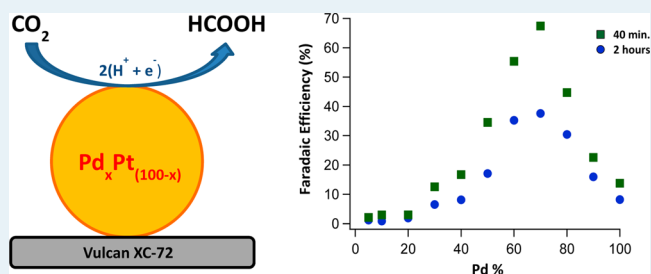 CO2
HCOOH
2(H+ + e-)
PdxPt(100-x)
Vulcan XC-72
Faradaic Efficiency (%)
70
60
50
40
30
20
10
0
0
20
40
60
80
100
Pd %
40 min.
2 hours